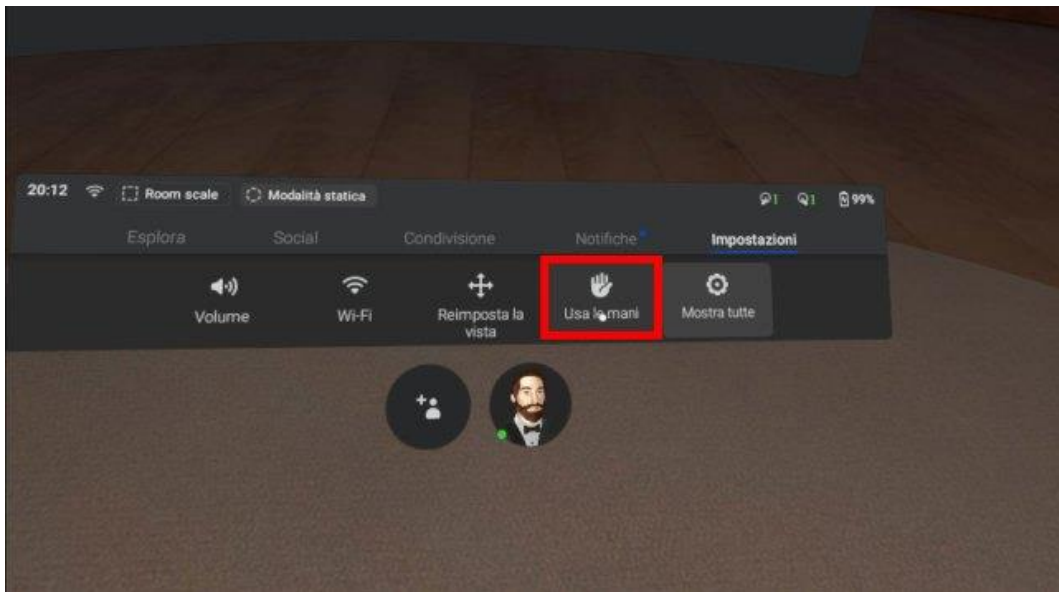 20:12
Room scale
Modalità statica
1
1
99%
Esplora
Social
Condivisione
Notifiche
Impostazioni
Volume
Wi-Fi
Reimposta la
vista
Usa le mani
Mostra tutte